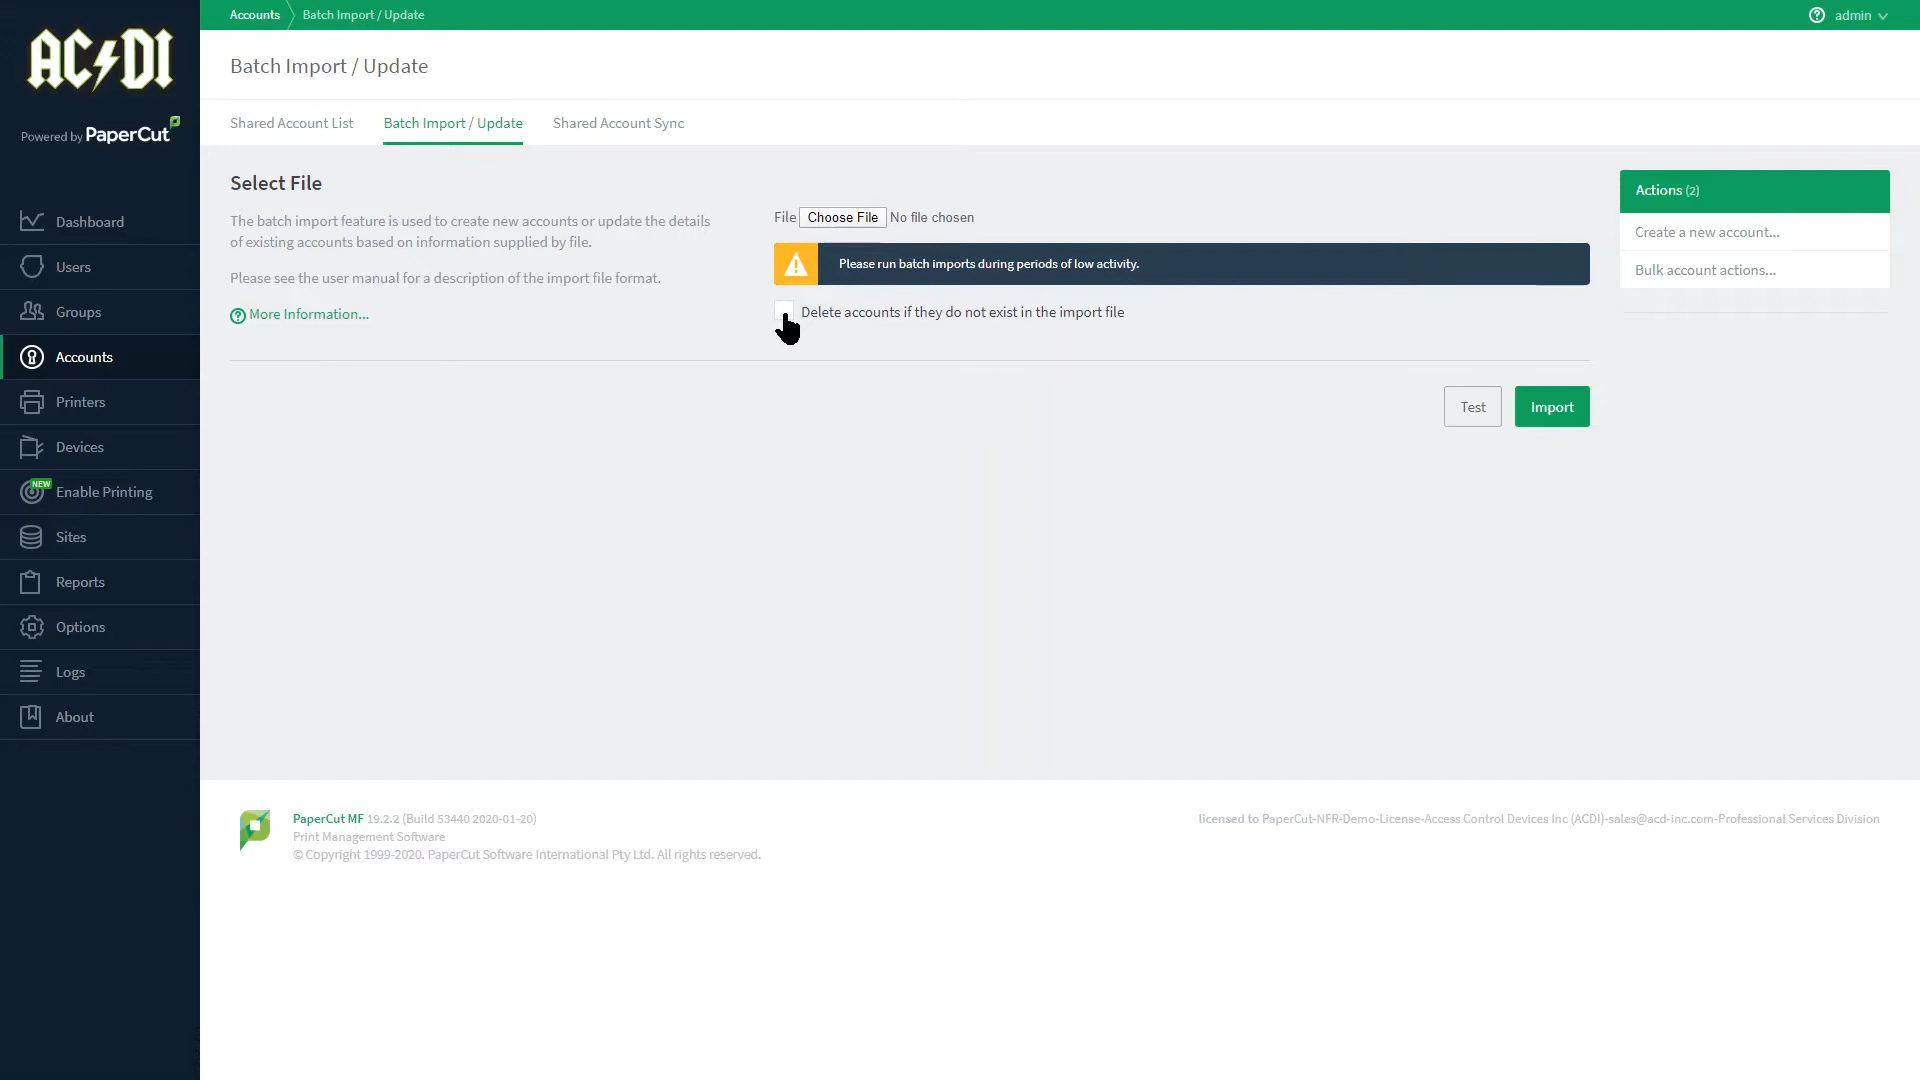 AC⚡DI
Powered by PaperCut
Accounts
Batch Import / Update
admin
Batch Import / Update
Shared Account List
Batch Import / Update
Shared Account Sync
Dashboard
Users
Groups
Accounts
Printers
Devices
NEW
Enable Printing
Sites
Reports
Options
Logs
About
Select File
The batch import feature is used to create new accounts or update the details
of existing accounts based on information supplied by file.
Please see the user manual for a description of the import file format.
More Information...
File Choose File No file chosen
Please run batch imports during periods of low activity.
Delete accounts if they do not exist in the import file
Test
Import
Actions (2)
Create a new account...
Bulk account actions...
PaperCut MF 19.2.2 (Build 53440 2020-01-20)
Print Management Software
© Copyright 1999-2020. PaperCut Software International Pty Ltd. All rights reserved.
licensed to PaperCut-NFR-Demo-License-Access Control Devices Inc (ACDI)-sales@acd-inc.com-Professional Services Division